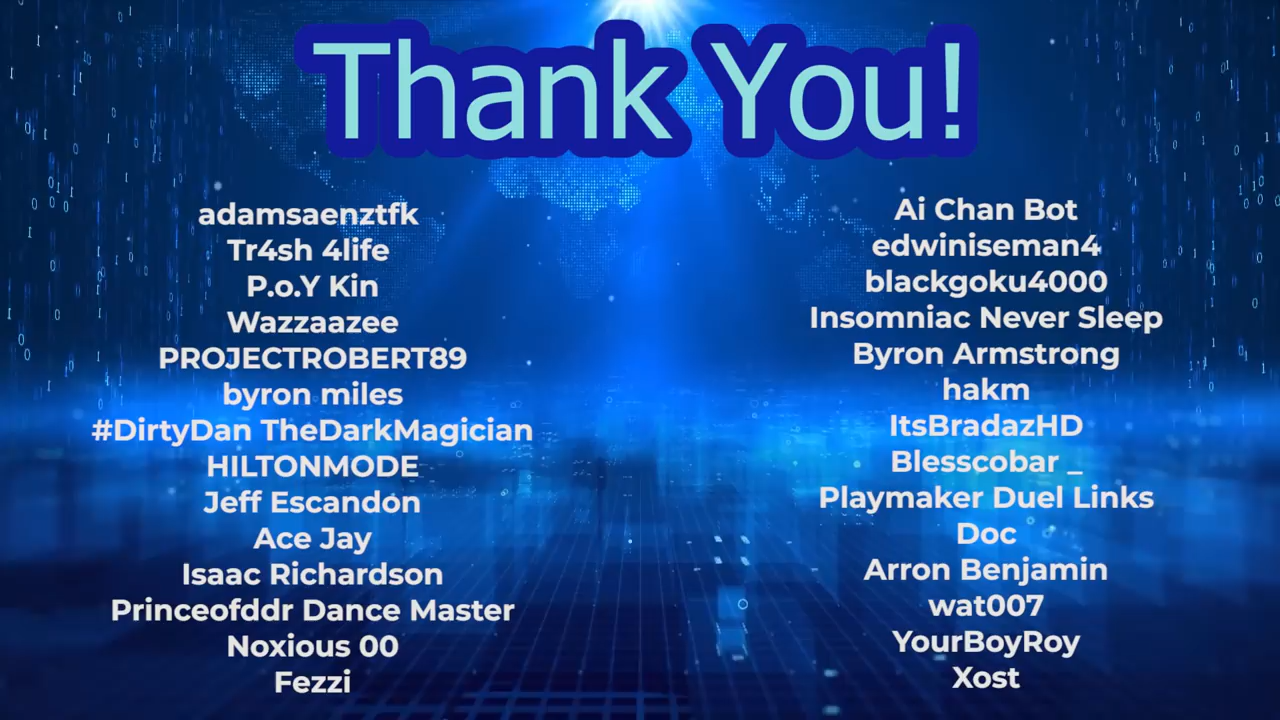 Thank You!
adamsaenztfk
Tr4sh 4life
P.o.Y Kin
Wazzaazee
PROJECTROBERT89
byron miles
#DirtyDan TheDarkMagician
HILTONMODE
Jeff Escandon
Ace Jay
Isaac Richardson
Princeofddr Dance Master
Noxious 00
Fezzi
Ai Chan Bot
edwiniseman4
blackgoku4000
Insomniac Never Sleep
Byron Armstrong
hakm
ItsBradazHD
Blesscobar _
Playmaker Duel Links
Doc
Arron Benjamin
wat007
YourBoyRoy
Xost